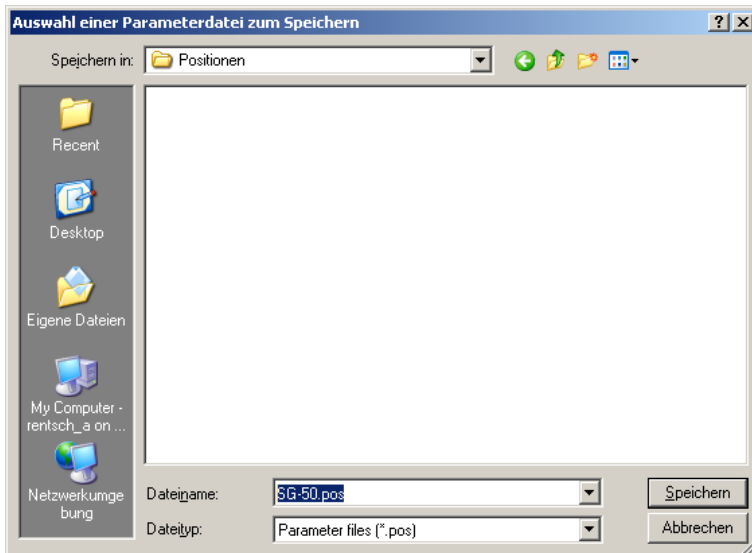 Auswahl einer Parameterdatei zum Speichern
Speichern in:
Positionen
Recent
Desktop
Eigene Dateien
My Computer -
rentsch_a on ...
Netzwerkumge
bung
Dateiname:
SG-50.pos
Speichern
Dateityp:
Parameter files (*.pos)
Abbrechen